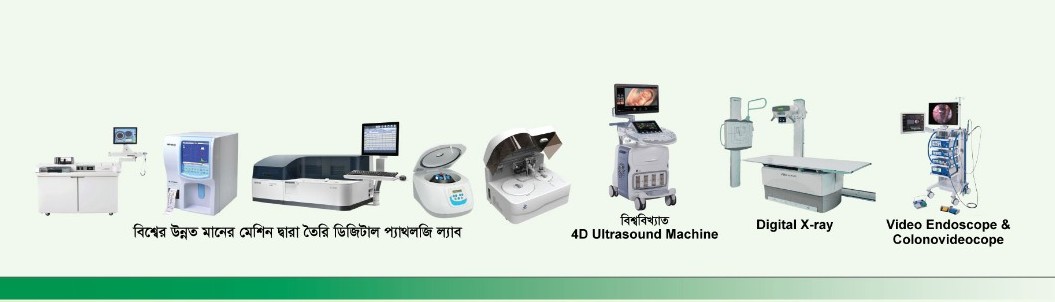 বিশ্বের উন্নত মানের মেশিন দ্বারা তৈরি ডিজিটাল প্যাথলজি ল্যাব
বিশ্ববিখ্যাত
4D Ultrasound Machine
Digital X-ray
Video Endoscope &
Colonovideocope